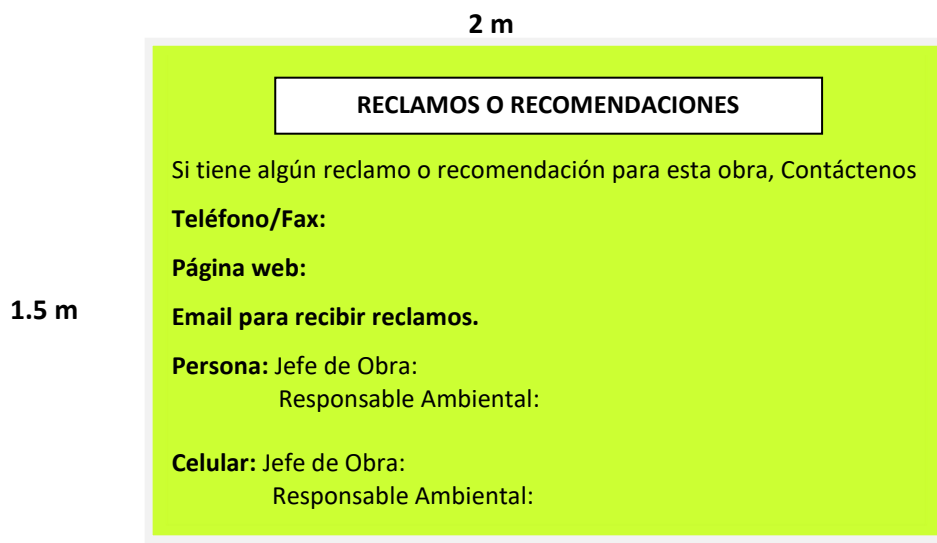 2 m
RECLAMOS O RECOMENDACIONES
Si tiene algún reclamo o recomendación para esta obra, Contáctenos
Teléfono/Fax:
Página web:
1.5 m
Email para recibir reclamos.
Persona: Jefe de Obra:
Responsable Ambiental:
Celular: Jefe de Obra:
Responsable Ambiental: